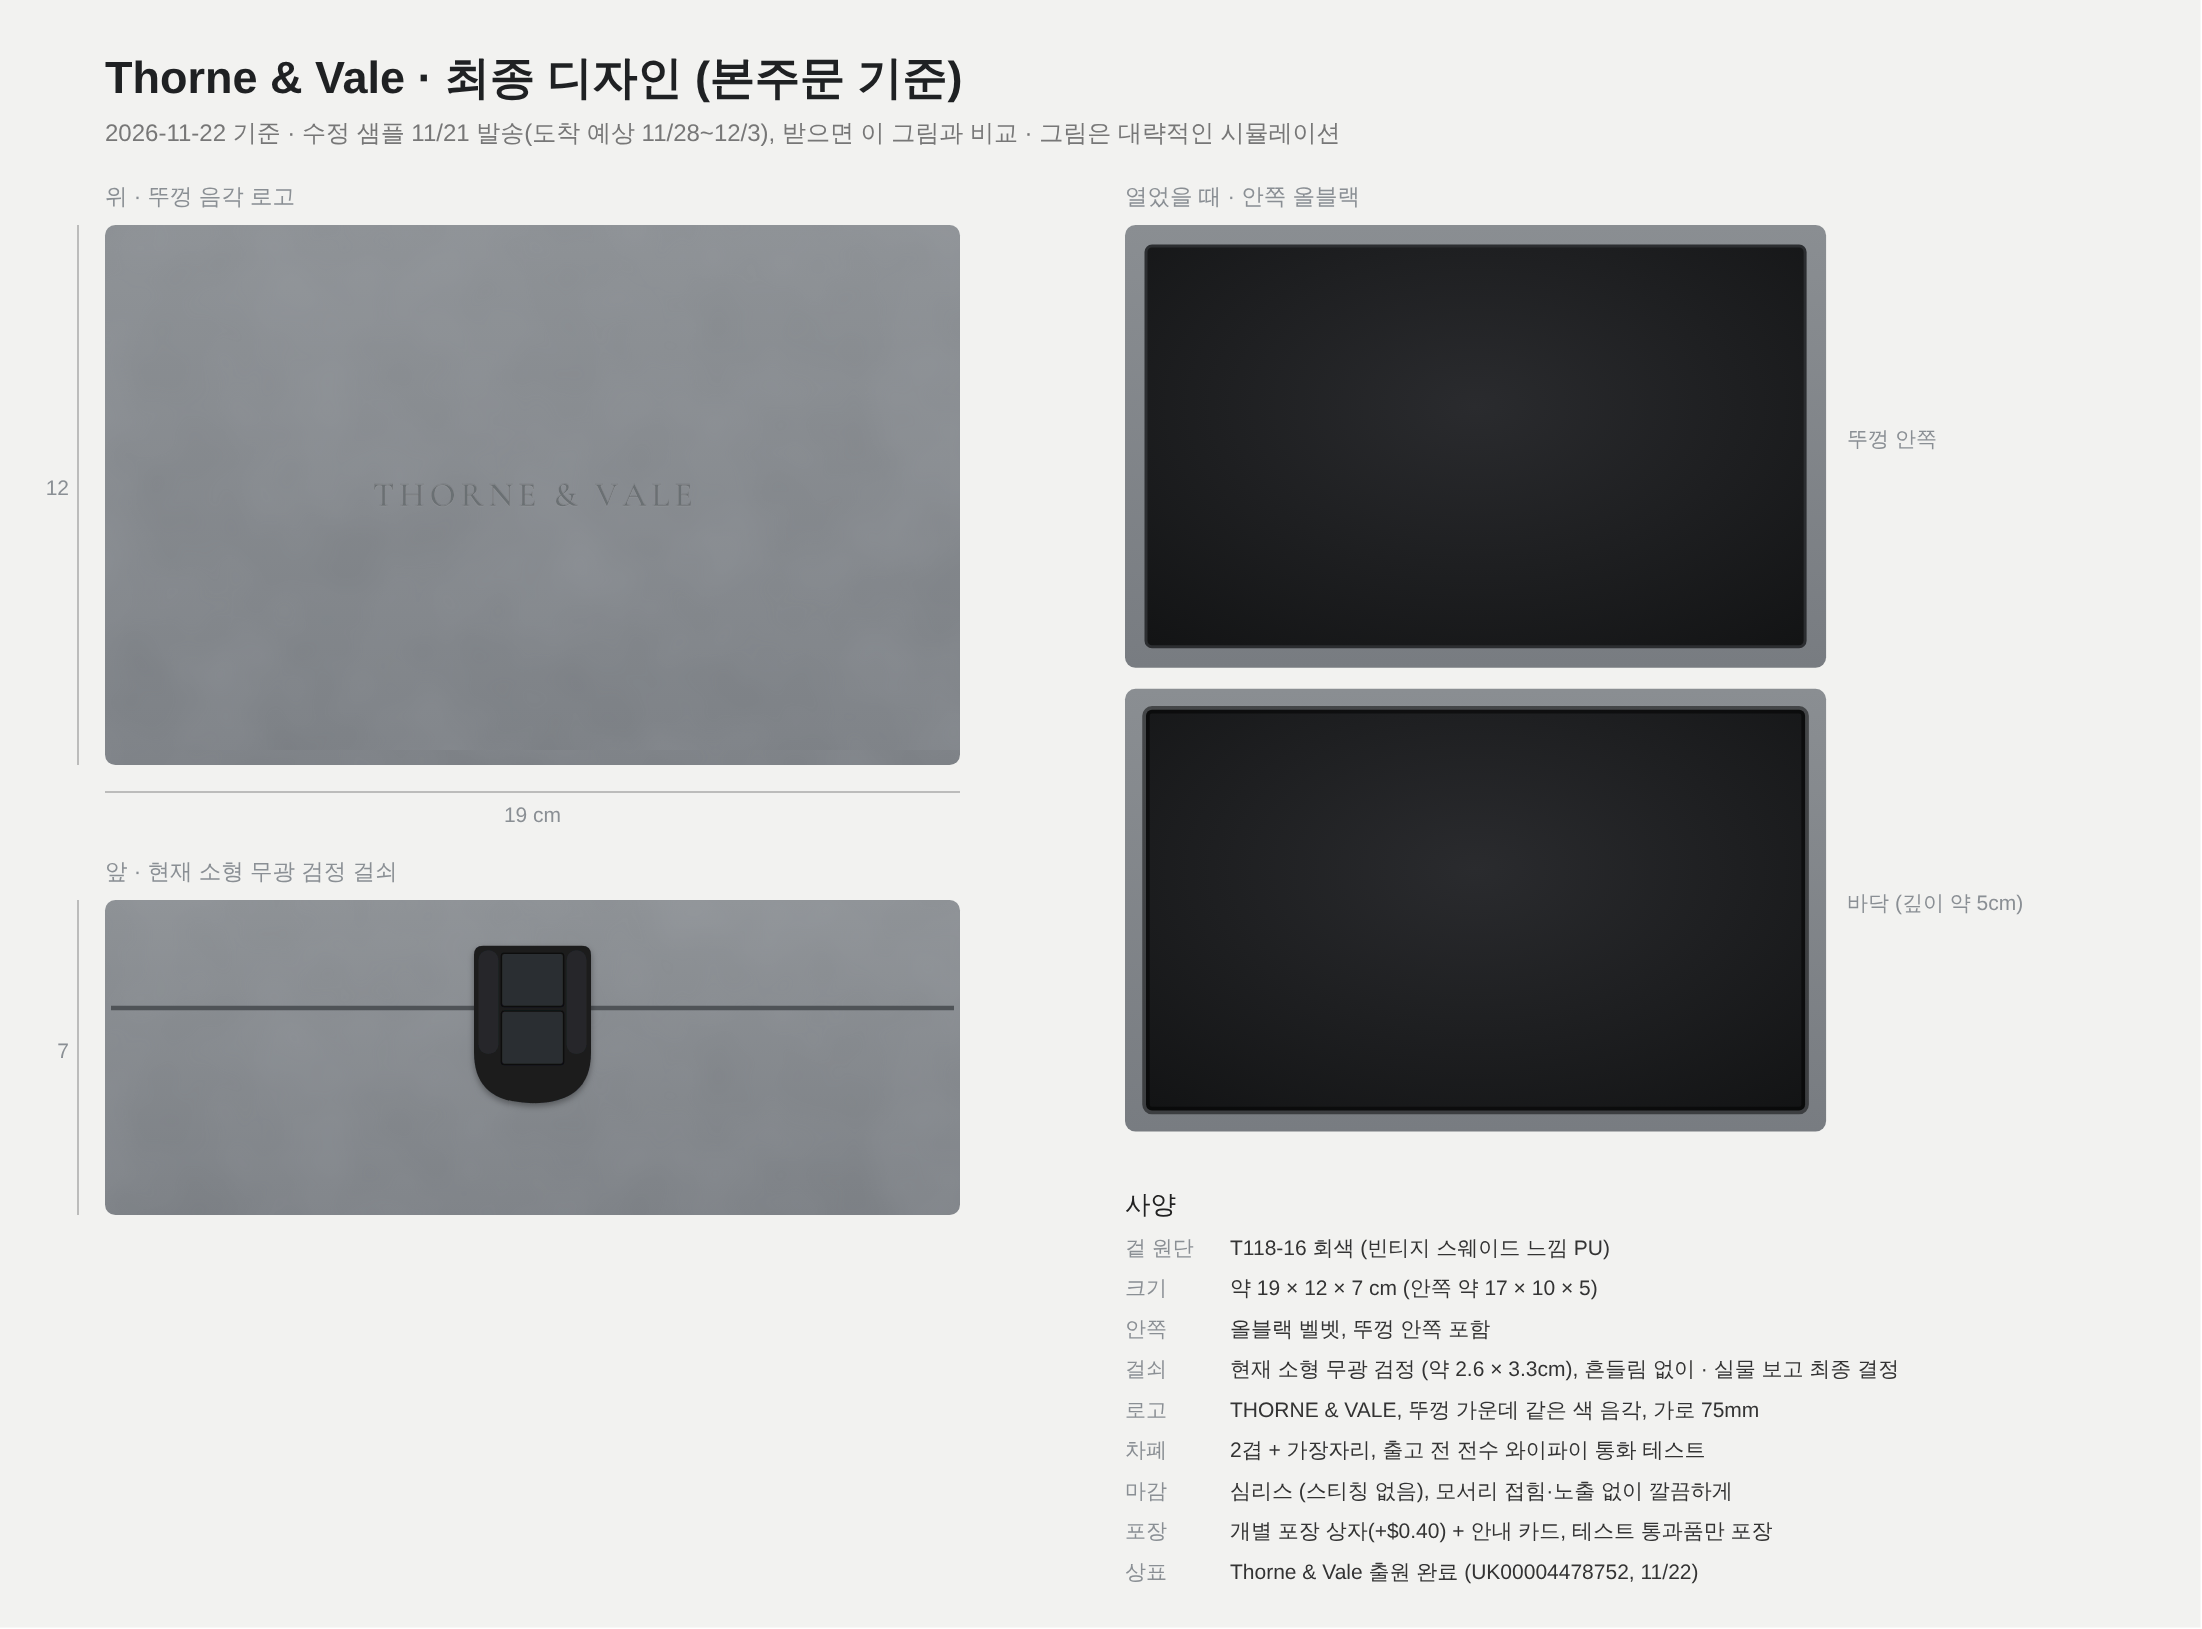 Thorne & Vale · 최종 디자인 (본주문 기준)
2026-11-22 기준 · 수정 샘플 11/21 발송(도착 예상 11/28~12/3), 받으면 이 그림과 비교 · 그림은 대략적인 시뮬레이션
위 · 뚜껑 음각 로고
12
THORNE & VALE
19 cm
앞 · 현재 소형 무광 검정 걸쇠
7
열었을 때 · 안쪽 올블랙
뚜껑 안쪽
바닥 (깊이 약 5cm)
사양
겉 원단 T118-16 회색 (빈티지 스웨이드 느낌 PU)
크기 약 19 × 12 × 7 cm (안쪽 약 17 × 10 × 5)
안쪽 올블랙 벨벳, 뚜껑 안쪽 포함
걸쇠 현재 소형 무광 검정 (약 2.6 × 3.3cm), 흔들림 없이 · 실물 보고 최종 결정
로고 THORNE & VALE, 뚜껑 가운데 같은 색 음각, 가로 75mm
차폐 2겹 + 가장자리, 출고 전 전수 와이파이 통화 테스트
마감 심리스 (스티칭 없음), 모서리 접힘·노출 없이 깔끔하게
포장 개별 포장 상자(+$0.40) + 안내 카드, 테스트 통과품만 포장
상표 Thorne & Vale 출원 완료 (UK00004478752, 11/22)